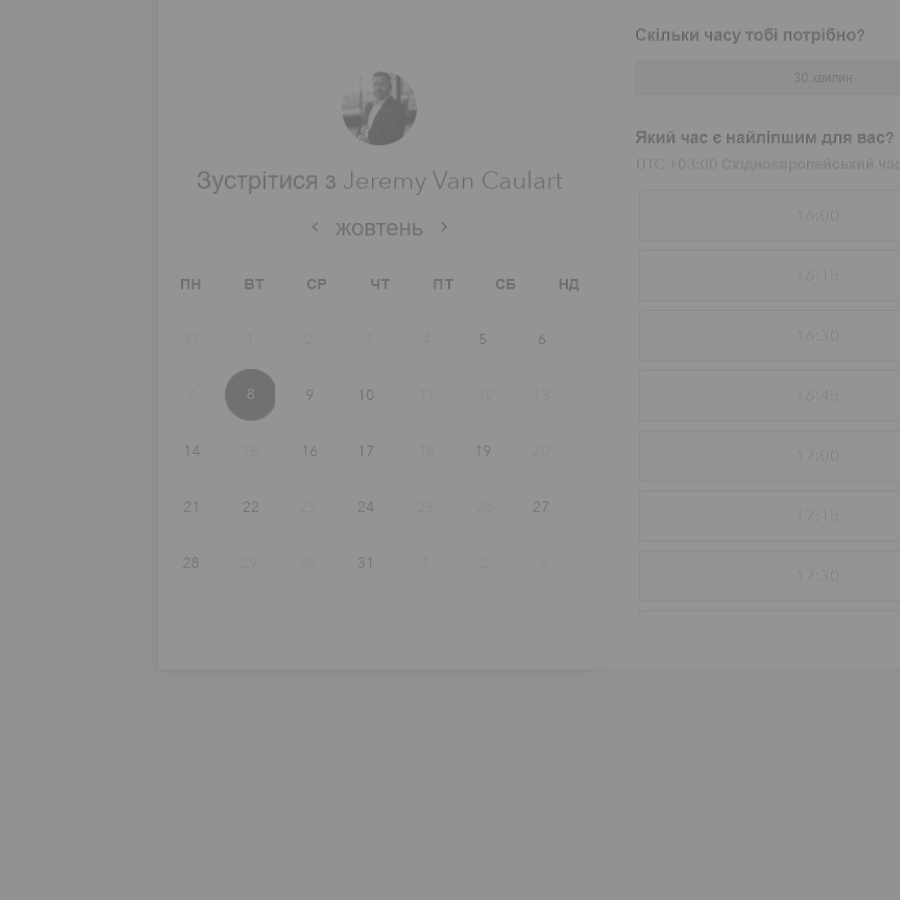 Зустрітися з Jeremy Van Caulart
жовтень
ПН ВТ СР ЧТ ПТ СБ НД
31 1 2 3 4 5 6
7 8 9 10 11 12 13
14 15 16 17 18 19 20
21 22 23 24 25 26 27
28 29 30 31 1 2 3
Скільки часу тобі потрібно?
30 хвилин
Який час є найліпшим для вас?
UTC +03:00 Східноєвропейський час
16:00
16:15
16:30
16:45
17:00
17:15
17:30